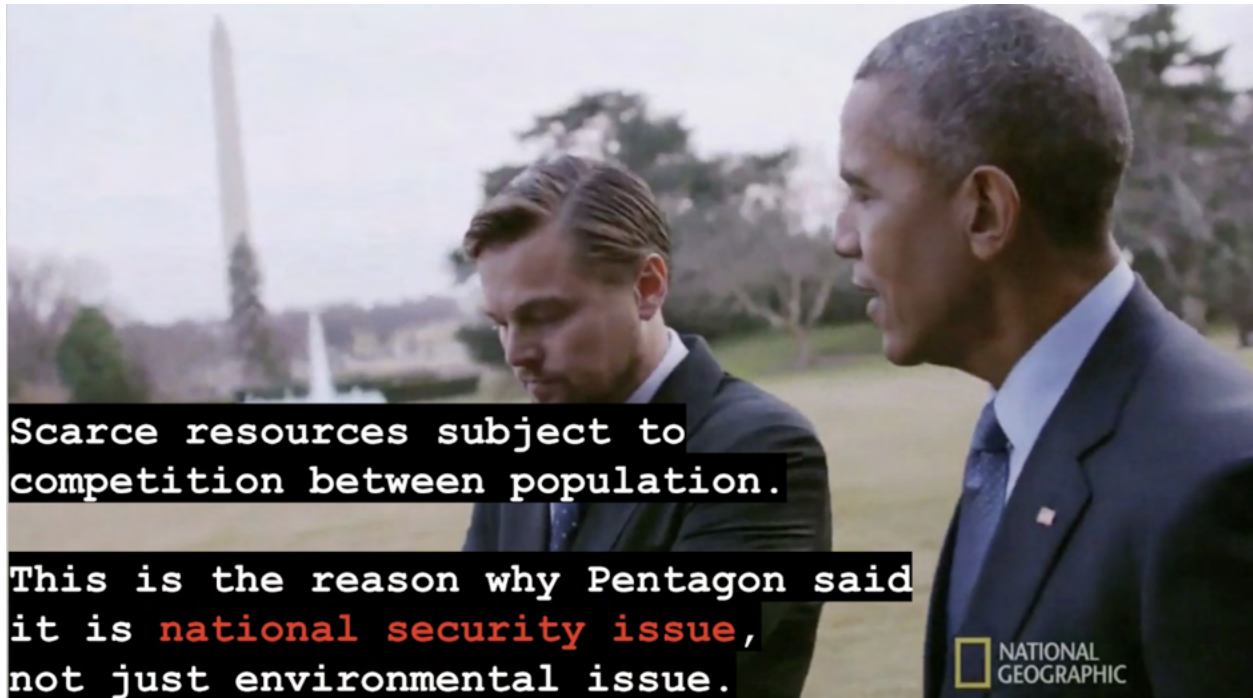 Scarce resources subject to
competition between population.
This is the reason why Pentagon said
it is national security issue,
not just environmental issue.
NATIONAL
GEOGRAPHIC